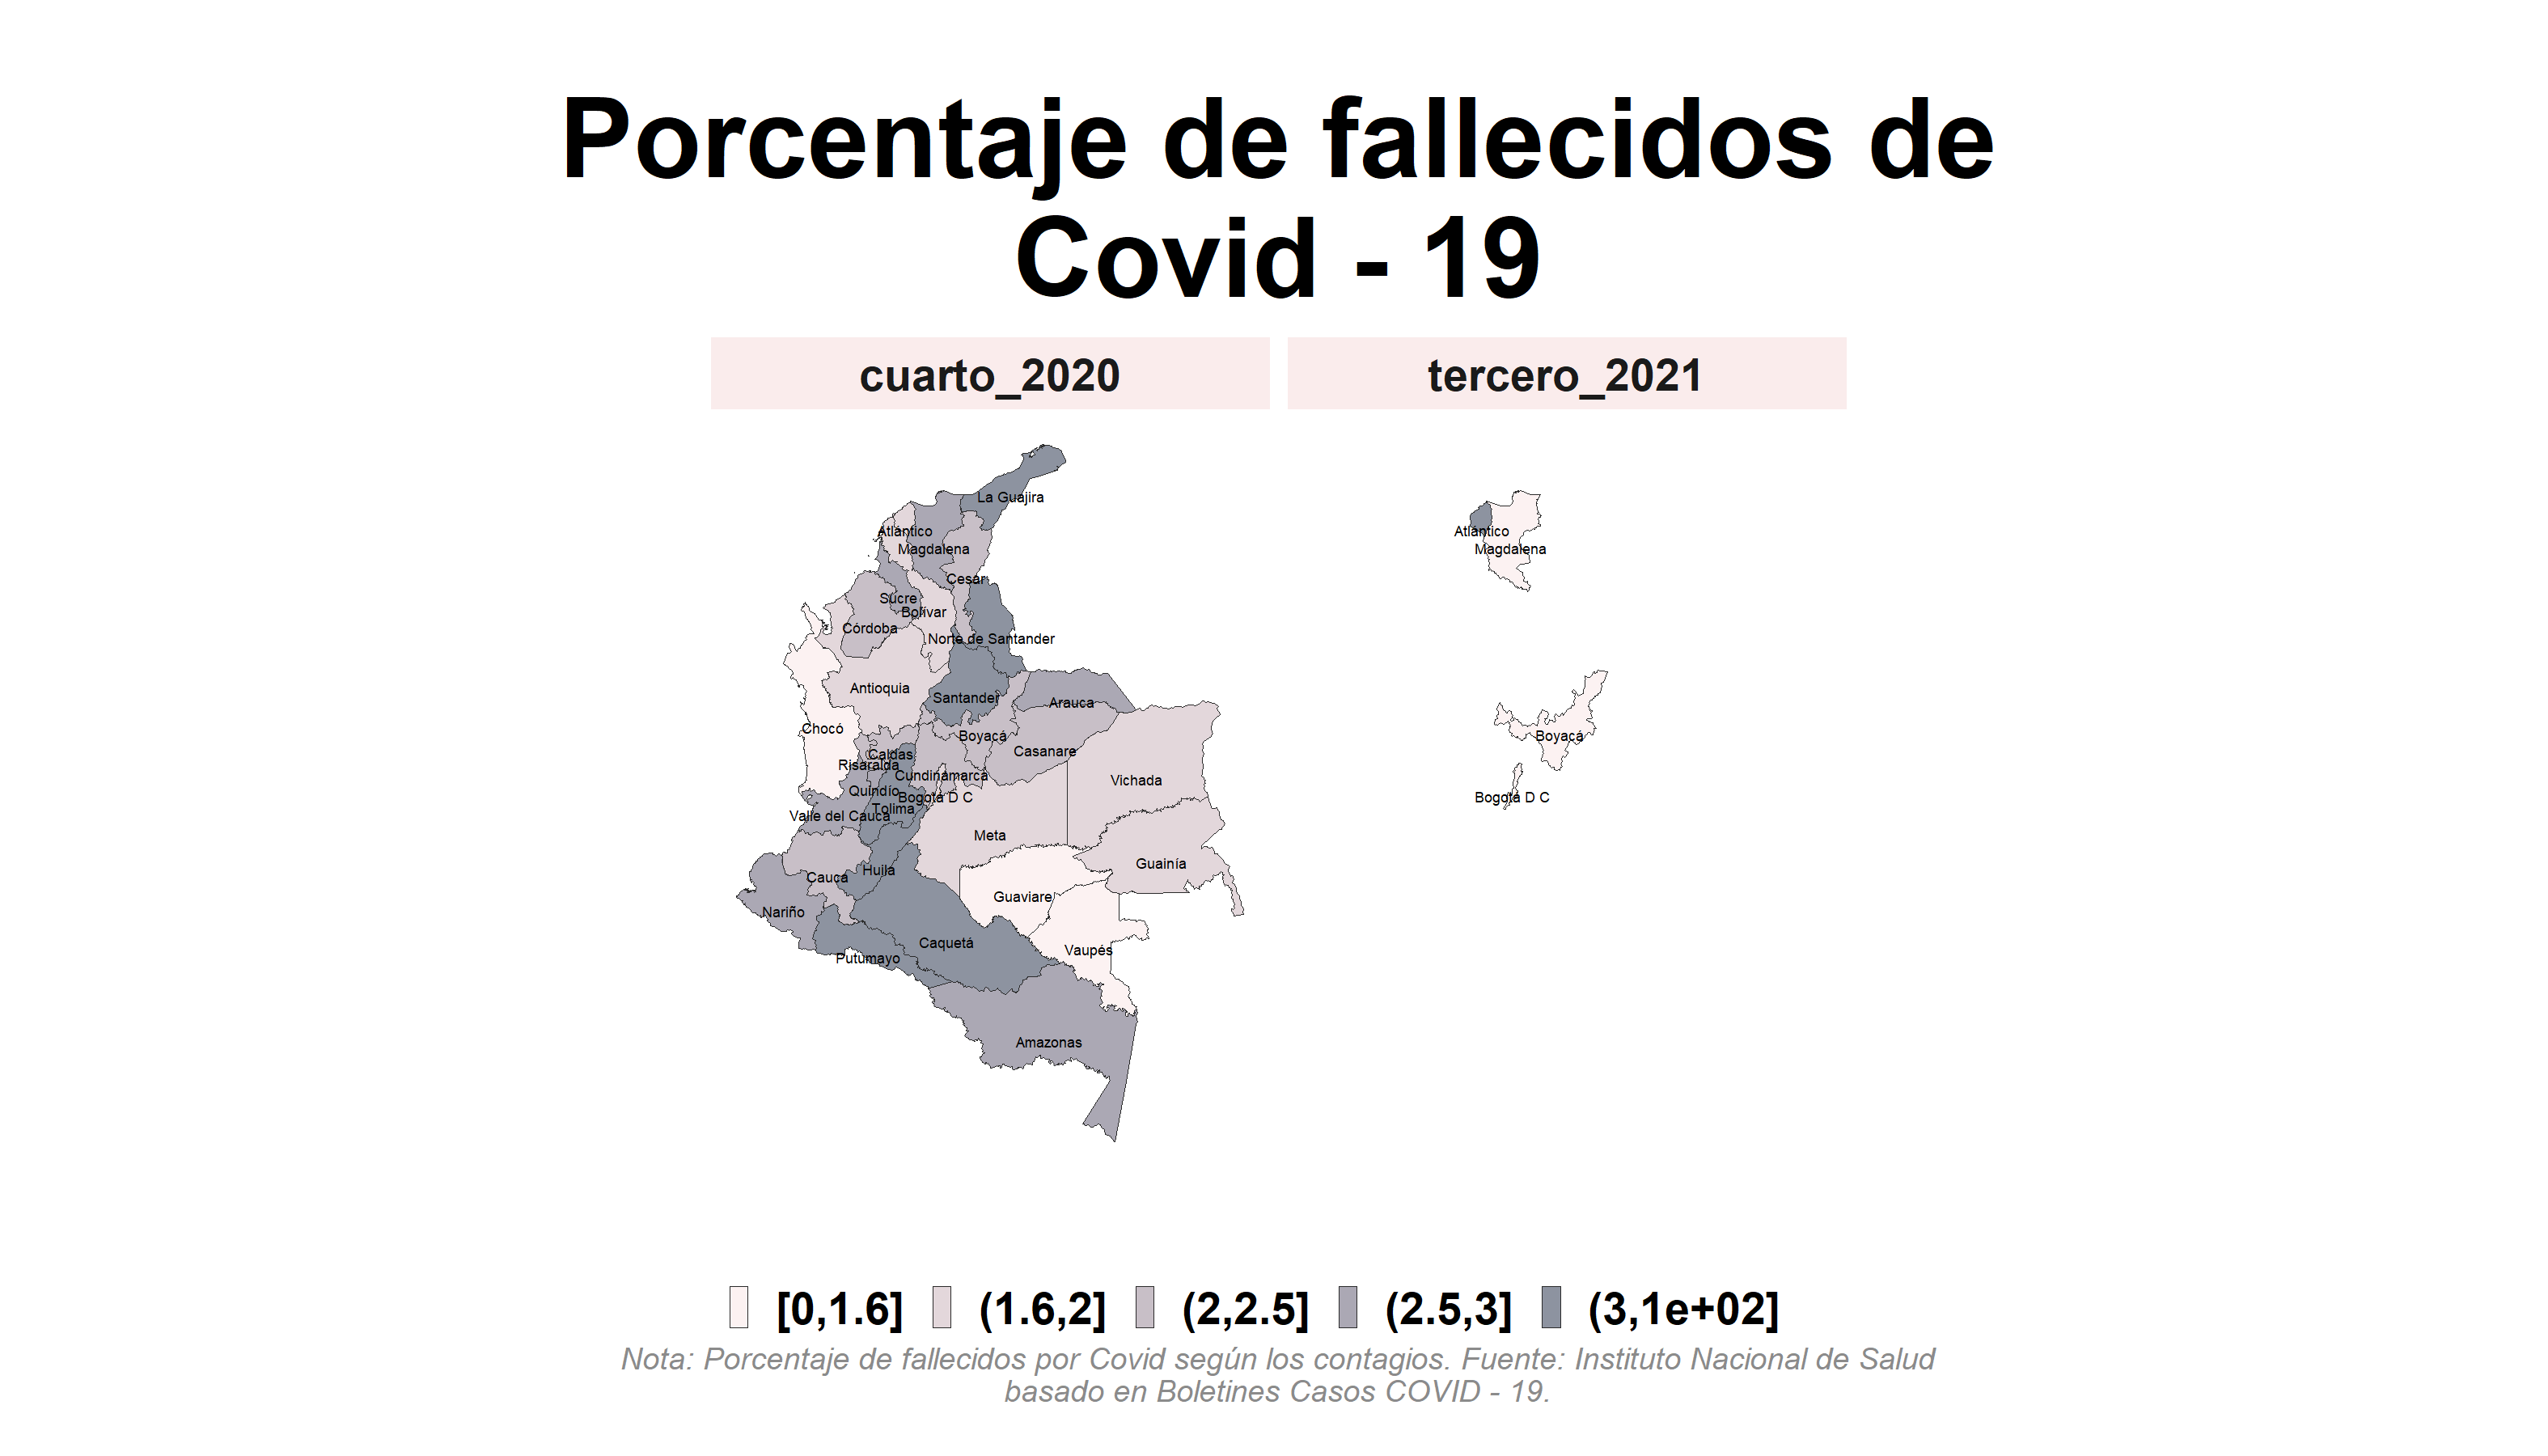 Porcentaje de fallecidos de
Covid - 19
cuarto_2020
tercero_2021
La Guajira
Atlántico
Magdalena
Cesar
Sucre
Bolívar
Córdoba
Norte de Santander
Antioquia
Santander
Arauca
Chocó
Boyacá
Casanare
Caldas
Risaralda
Cundinamarca
Vichada
Quindío
Bogotá D C
Tolima
Valle del Cauca
Meta
Guainía
Huila
Cauca
Guaviare
Nariño
Caquetá
Vaupés
Putumayo
Amazonas
Atlántico
Magdalena
Boyacá
Bogotá D C
[0,1.6] (1.6,2] (2,2.5] (2.5,3] (3,1e+02]
Nota: Porcentaje de fallecidos por Covid según los contagios. Fuente: Instituto Nacional de Salud
basado en Boletines Casos COVID - 19.